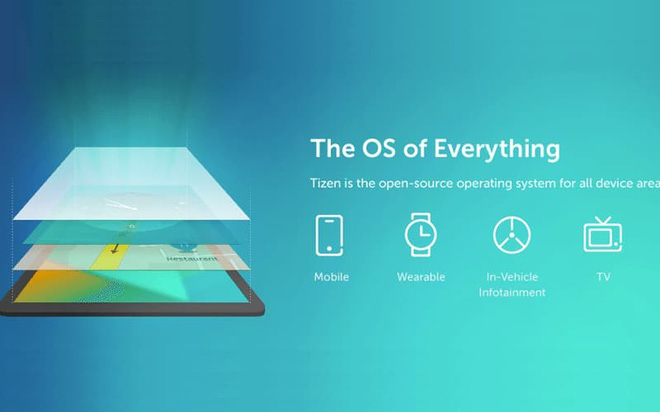 The OS of Everything
Tizen is the open-source operating system for all device area
Mobile
Wearable
In-Vehicle
Infotainment
TV
Restaurant